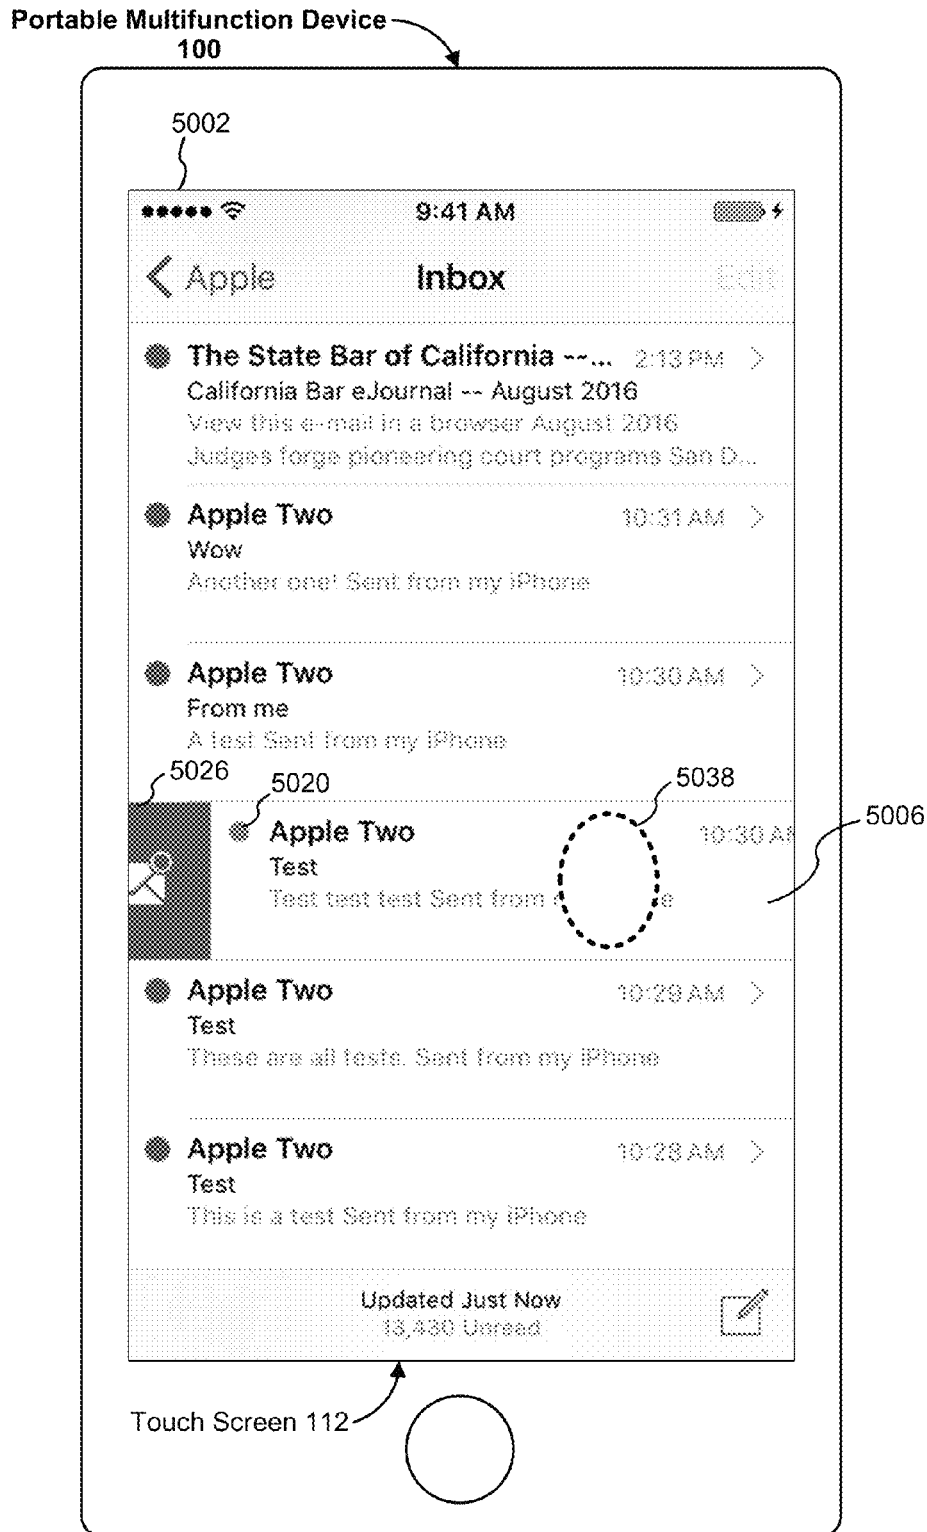 Portable Multifunction Device
100
5002
9:41 AM
Apple Inbox Edit
The State Bar of California --... 2:13 PM
California Bar eJournal -- August 2016
View this e-mail in a browser August 2016
Judges forge pioneering court programs San D...
Apple Two 10:31 AM
Wow
Another one! Sent from my iPhone
Apple Two 10:30 AM
From me
A test Sent from my iPhone
5026 5020 5038
5006
Apple Two 10:30 AM
Test
Test test test Sent from
Apple Two 10:29 AM
Test
These are all tests. Sent from my iPhone
Apple Two 10:28 AM
Test
This is a test Sent from my iPhone
Updated Just Now
13,430 Unread
Touch Screen 112